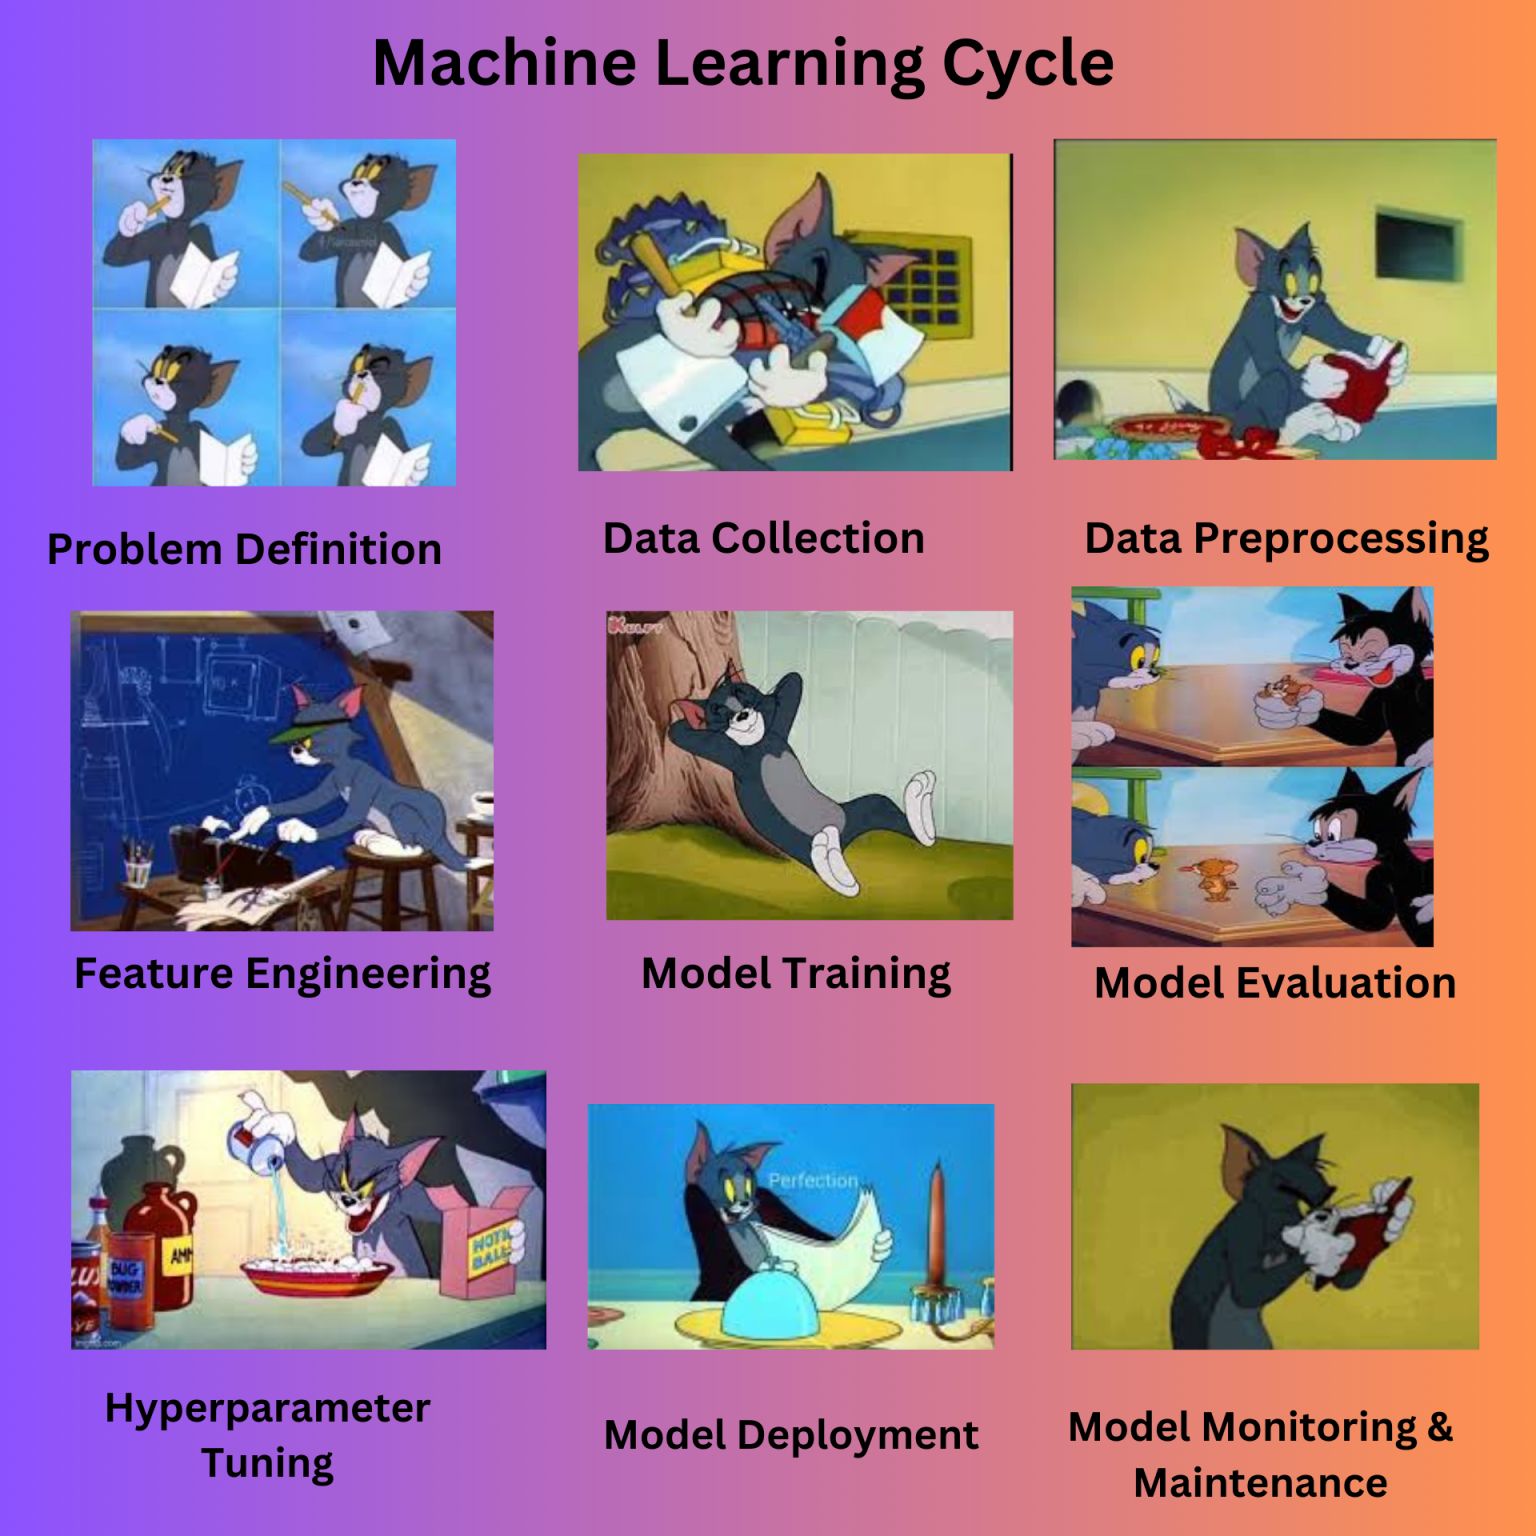 Machine Learning Cycle
Problem Definition
Data Collection
Data Preprocessing
Feature Engineering
Model Training
Model Evaluation
AMM
BUG
POWDER
MOTH
BALLS
Perfection
Hyperparameter
Tuning
Model Deployment
Model Monitoring &
Maintenance